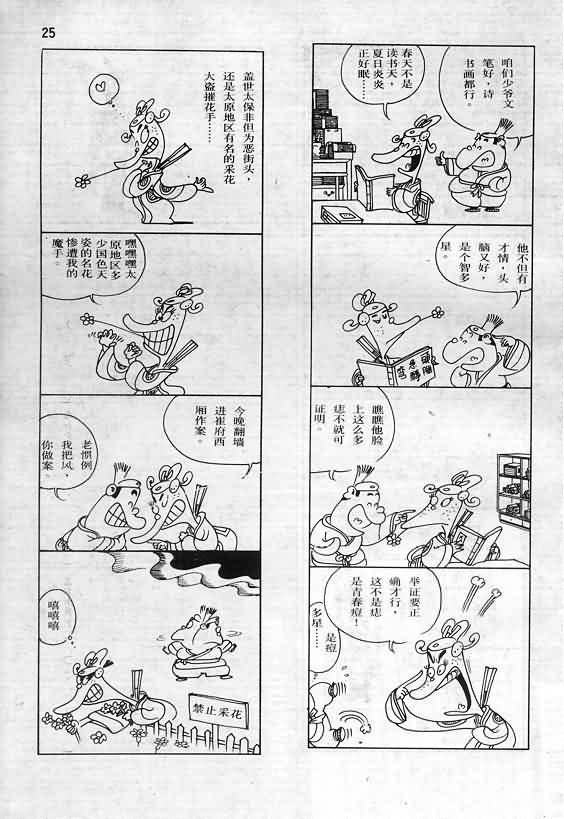 25
咱们少爷文
笔好，诗
书画都行。
春天不是
读书天，
夏日炎炎
正好眠……
他不但有
才情，头
脑又好，
是个智多
星。
瞧瞧他脸
上这么多
痣不就可
证明。
举证要正
确才行，
这不是痣
是青春痘！
是痘
多星……
盖世太保非但为恶街头，
还是太原地区有名的采花
大盗摧花手……
嘿嘿嘿太
原地区多
少国色天
姿的名花
惨遭我的
魔手。
今晚翻墙
进崔府西
厢作案。
老惯例
我把风，
你做案。
嘻嘻嘻
禁止采花